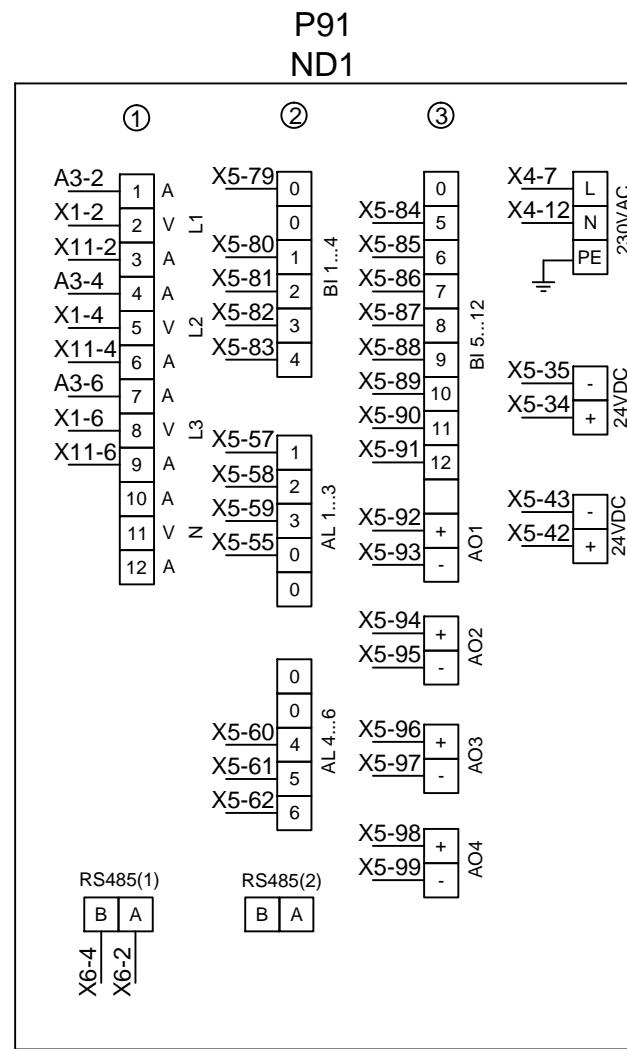 P91
ND1
① ② ③
A3-2 1 A
X1-2 2 V L1
X11-2 3 A
A3-4 4 A
X1-4 5 V L2
X11-4 6 A
A3-6 7 A
X1-6 8 V L3
X11-6 9 A
10 A
11 V N
12 A
X5-79 0
0
X5-80 1
X5-81 2
X5-82 3
X5-83 4
BI 1...4
X5-57 1
X5-58 2
X5-59 3
X5-55 0
0
AL 1...3
0
0
X5-60 4
X5-61 5
X5-62 6
AL 4...6
0
X5-84 5
X5-85 6
X5-86 7
X5-87 8
X5-88 9
X5-89 10
X5-90 11
X5-91 12
BI 5...12
X5-92 +
X5-93 -
AO1
X5-94 +
X5-95 -
AO2
X5-96 +
X5-97 -
AO3
X5-98 +
X5-99 -
AO4
X4-7 L
X4-12 N
PE
230VAC
X5-35 -
X5-34 +
24VDC
X5-43 -
X5-42 +
24VDC
RS485(1)
B A
X6-4 X6-2
RS485(2)
B A